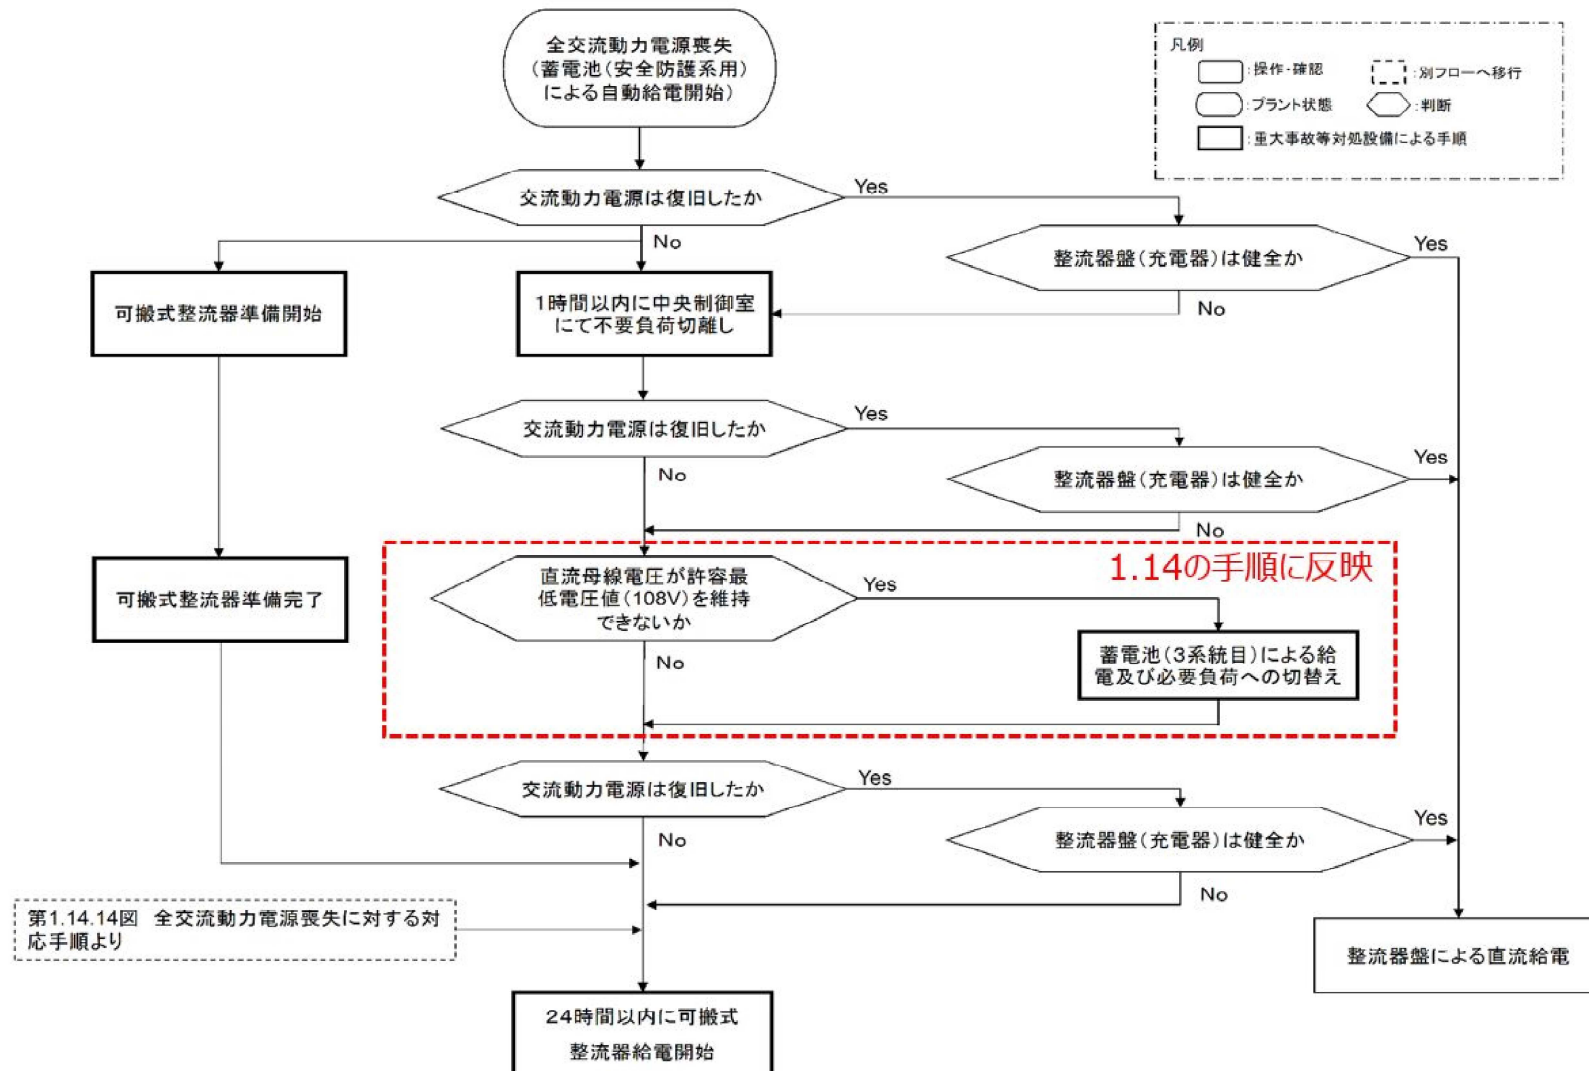 全交流動力電源喪失
(蓄電池(安全防護系用)
による自動給電開始)
凡例
:操作・確認
:別フローへ移行
:プラント状態
:判断
:重大事故等対処設備による手順
交流動力電源は復旧したか
Yes
No
整流器盤(充電器)は健全か
Yes
No
可搬式整流器準備開始
1時間以内に中央制御室
にて不要負荷切離し
交流動力電源は復旧したか
Yes
No
整流器盤(充電器)は健全か
Yes
No
1.14の手順に反映
直流母線電圧が許容最
低電圧値(108V)を維持
できないか
Yes
No
可搬式整流器準備完了
蓄電池(3系統目)による給
電及び必要負荷への切替え
交流動力電源は復旧したか
Yes
No
整流器盤(充電器)は健全か
Yes
No
第1.14.14図 全交流動力電源喪失に対する対
応手順より
整流器盤による直流給電
24時間以内に可搬式
整流器給電開始